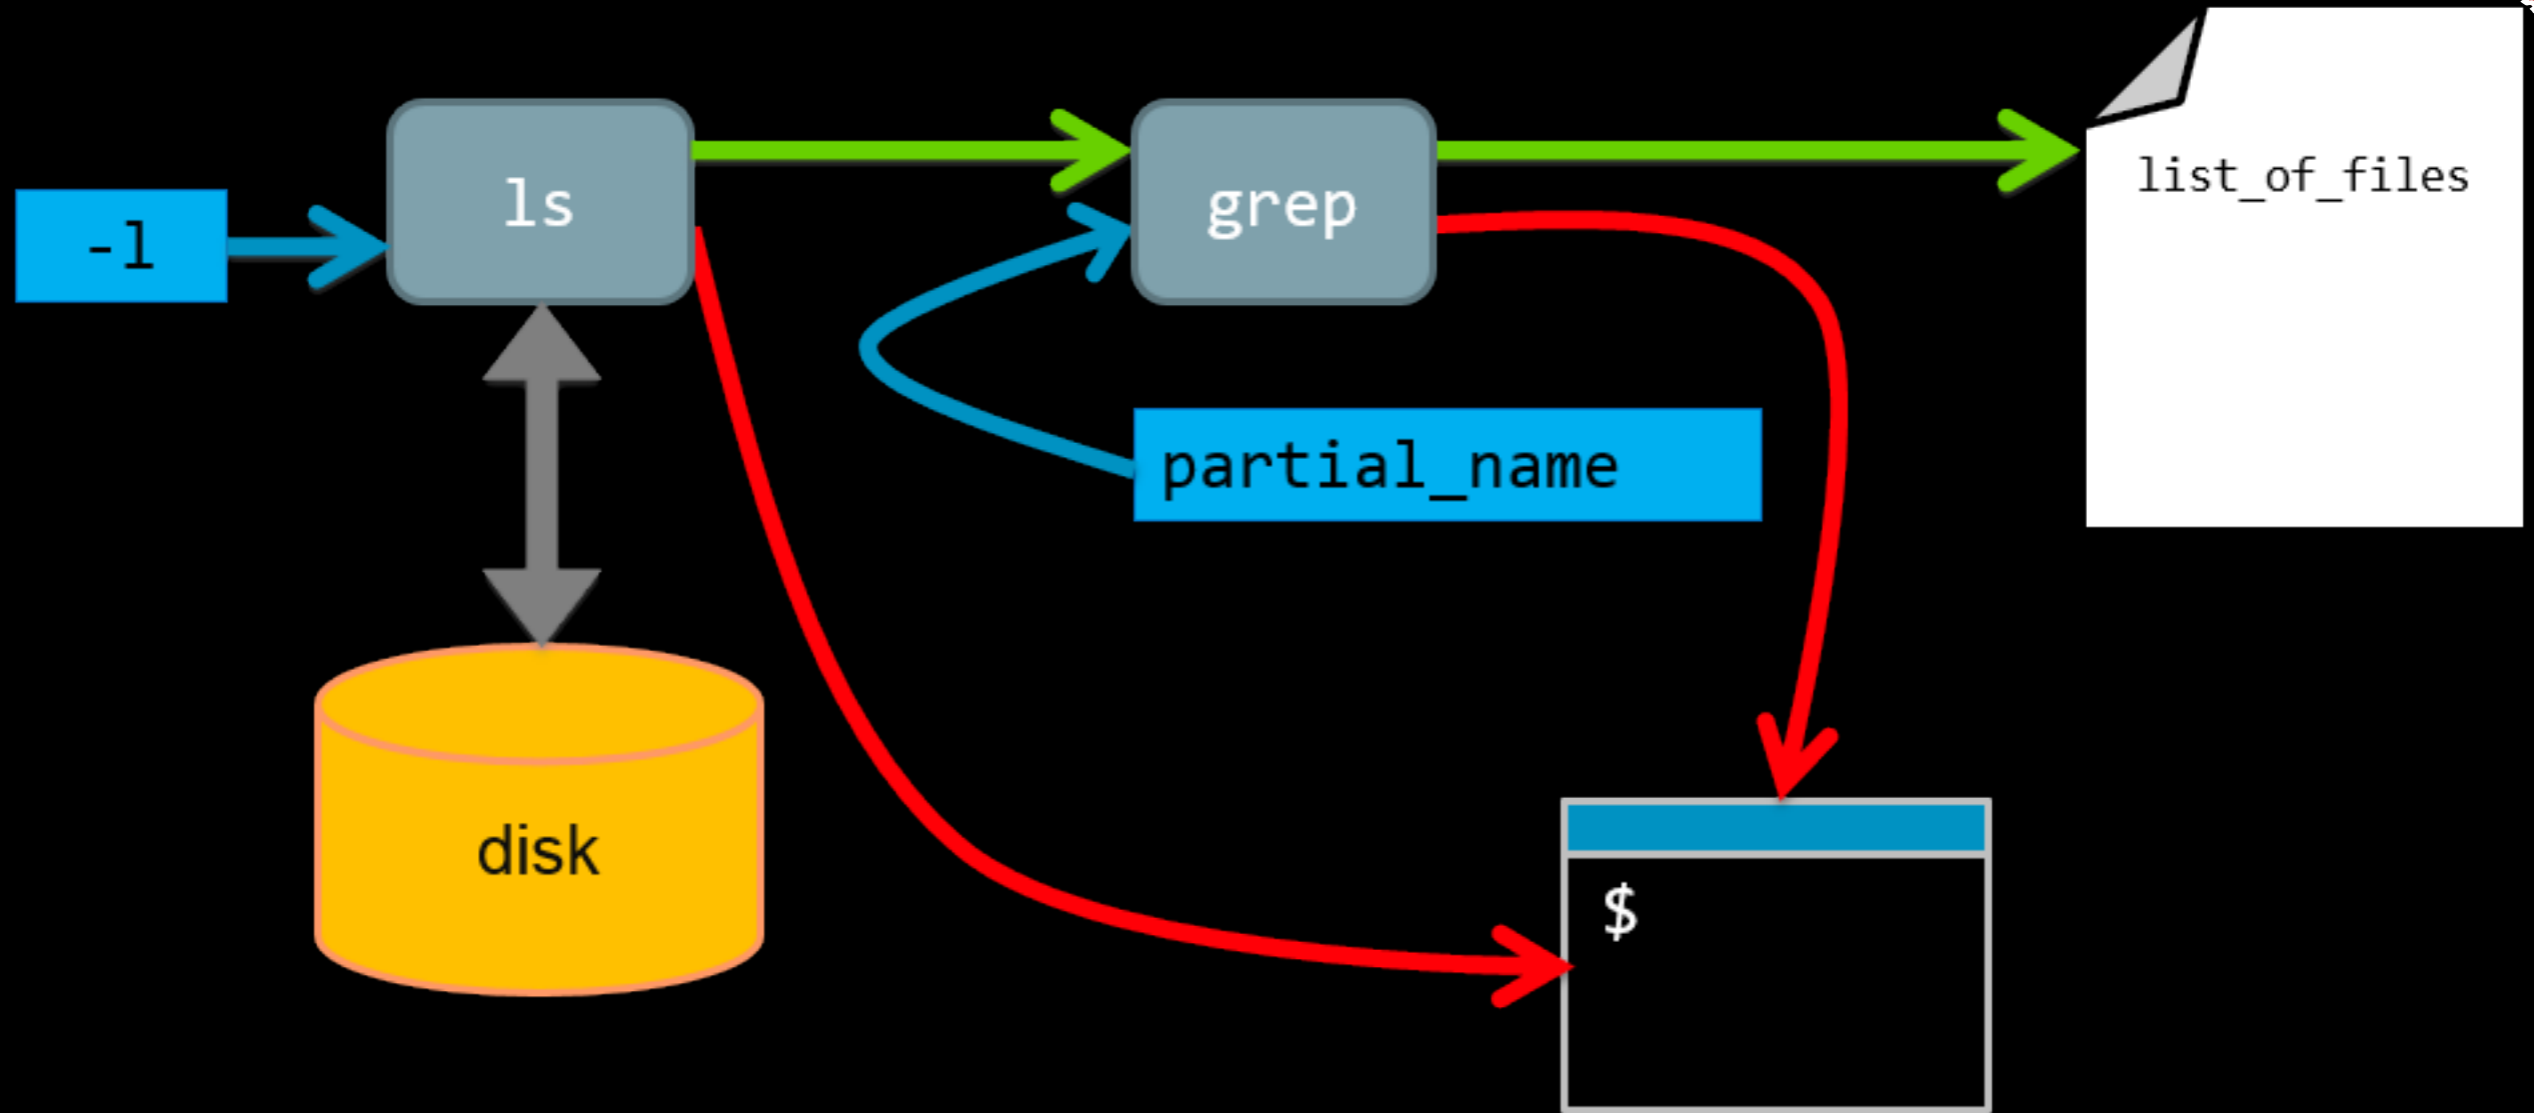 -l
ls
grep
list_of_files
partial_name
disk
$